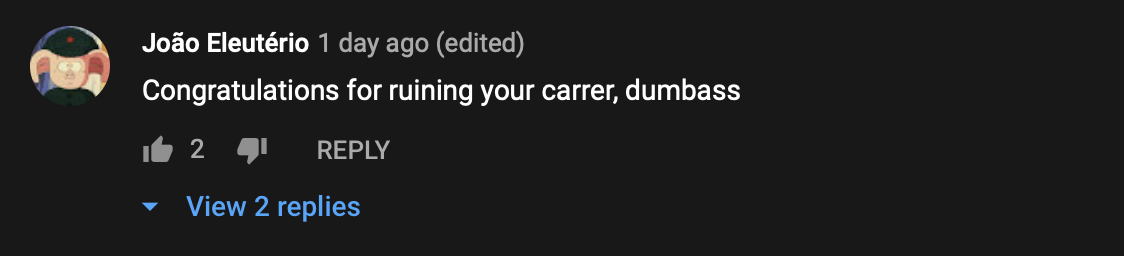 João Eleutério 1 day ago (edited)
Congratulations for ruining your carrer, dumbass
2 REPLY
View 2 replies